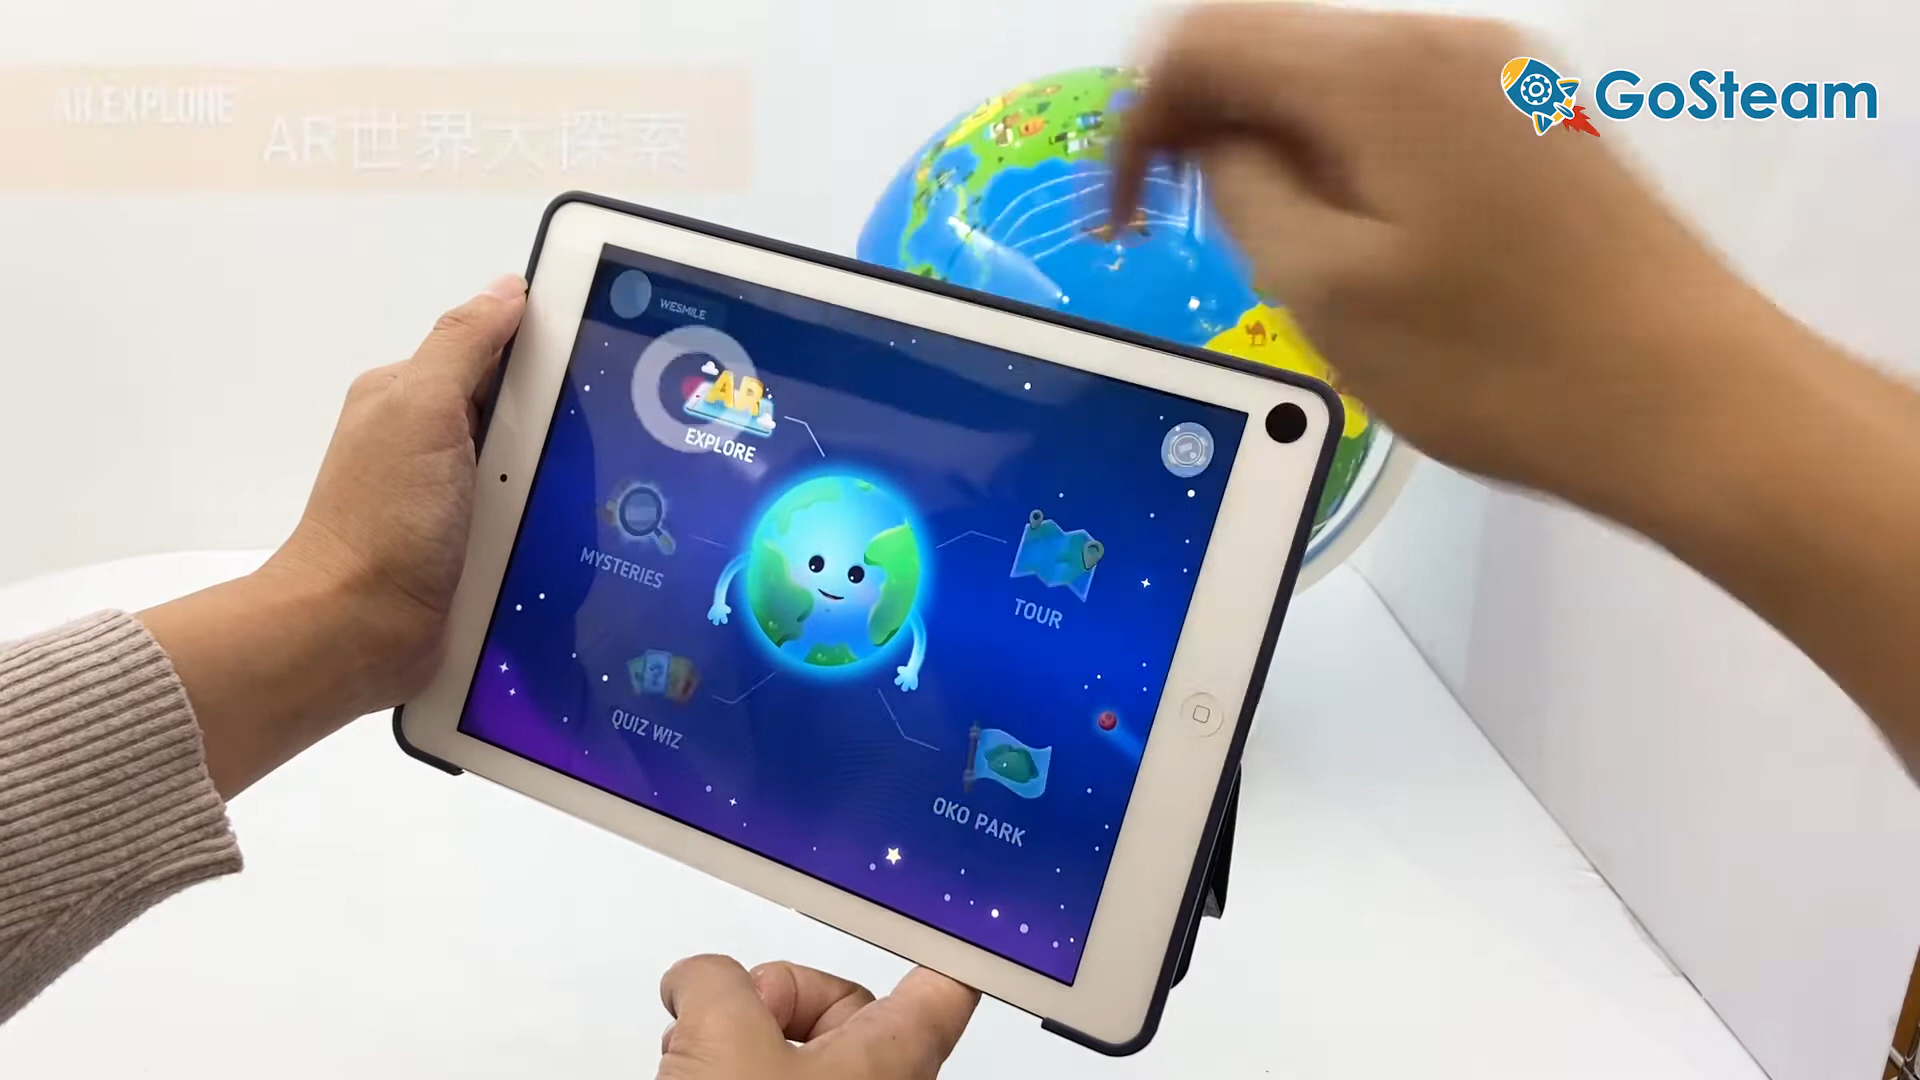 AR EXPLORE
AR世界大探索
GoSteam
WESMILE
AR
EXPLORE
MYSTERIES
TOUR
QUIZ WIZ
OKO PARK